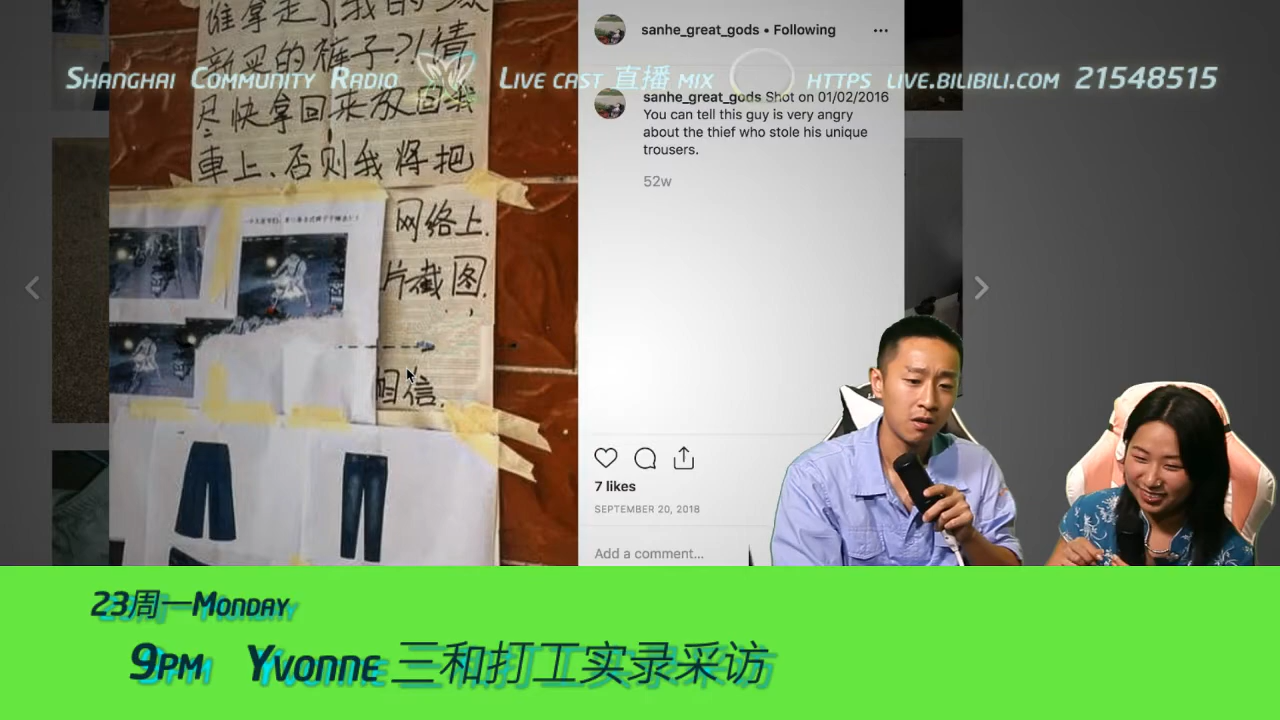 谁拿走了我的5条
新买的裤子?!请
尽快拿回来放回我
車上.否则我将把
网络上.
片截图.
相信.
sanhe_great_gods • Following
SHANGHAI COMMUNITY RADIO
LIVE CAST 直播 MIX
HTTPS LIVE.BILIBILI.COM 21548515
sanhe_great_gods Shot on 01/02/2016
You can tell this guy is very angry
about the thief who stole his unique
trousers.
52w
7 likes
SEPTEMBER 20, 2018
Add a comment...
23周一MONDAY
9PM YVONNE 三和打工实录采访